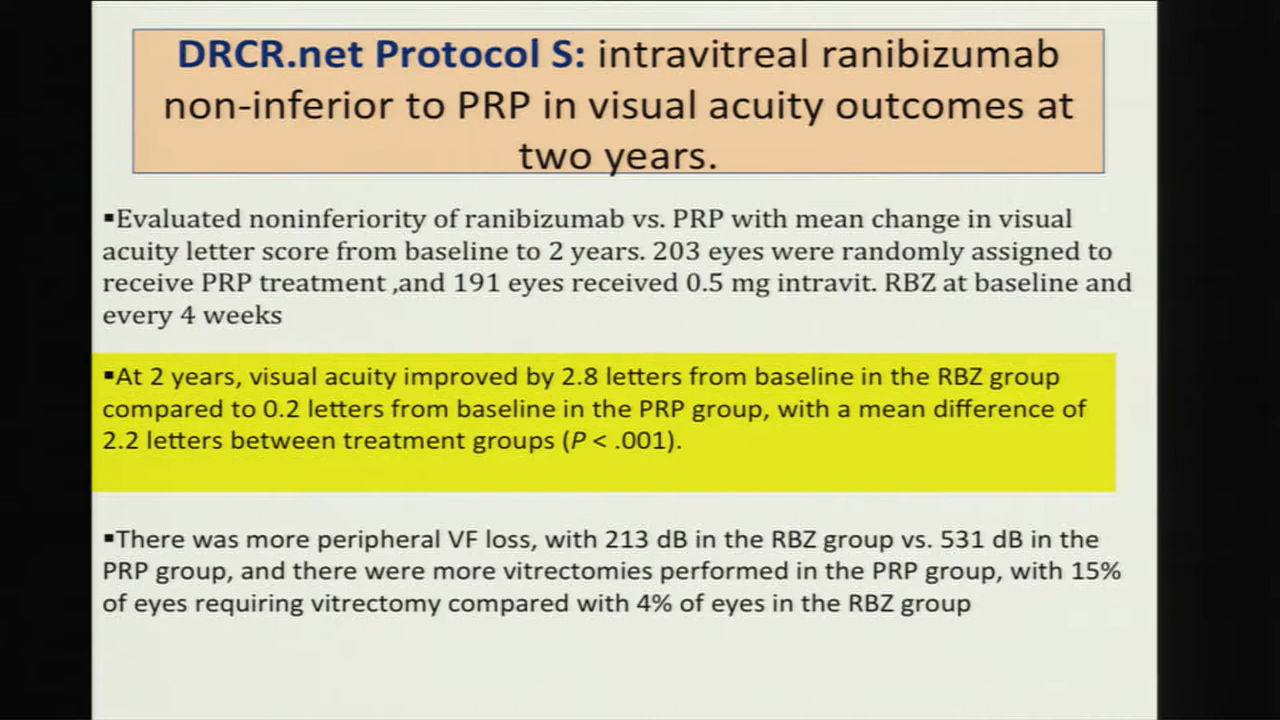 DRCR.net Protocol S: intravitreal ranibizumab
non-inferior to PRP in visual acuity outcomes at
two years.
▪Evaluated noninferiority of ranibizumab vs. PRP with mean change in visual
acuity letter score from baseline to 2 years. 203 eyes were randomly assigned to
receive PRP treatment ,and 191 eyes received 0.5 mg intravit. RBZ at baseline and
every 4 weeks
▪At 2 years, visual acuity improved by 2.8 letters from baseline in the RBZ group
compared to 0.2 letters from baseline in the PRP group, with a mean difference of
2.2 letters between treatment groups (P < .001).
▪There was more peripheral VF loss, with 213 dB in the RBZ group vs. 531 dB in the
PRP group, and there were more vitrectomies performed in the PRP group, with 15%
of eyes requiring vitrectomy compared with 4% of eyes in the RBZ group